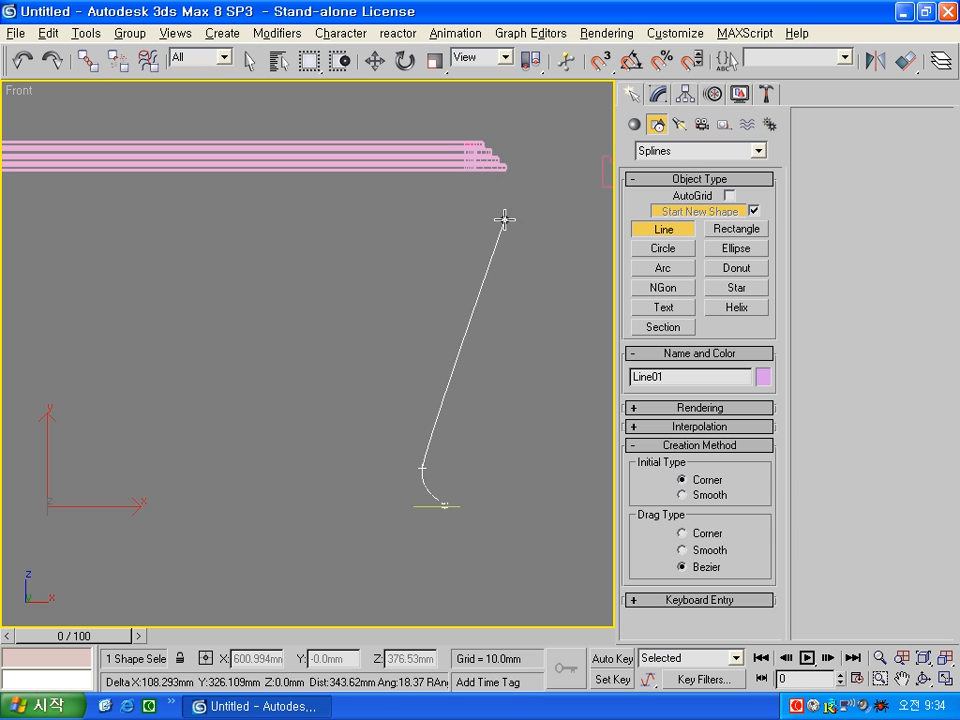 Untitled - Autodesk 3ds Max 8 SP3 - Stand-alone License
File Edit Tools Group Views Create Modifiers Character reactor Animation Graph Editors Rendering Customize MAXScript Help
All View
Front
Splines
- Object Type
AutoGrid
Start New Shape
Line Rectangle
Circle Ellipse
Arc Donut
NGon Star
Text Helix
Section
- Name and Color
Line01
+ Rendering
+ Interpolation
- Creation Method
Initial Type
Corner
Smooth
Drag Type
Corner
Smooth
Bezier
+ Keyboard Entry
y
x
z
z
x
< 0 / 100 >
1 Shape Sele X: 600.994mm Y: -0.0mm Z: 376.53mm Grid = 10.0mm Auto Key Selected
Delta X:108.293mm Y:326.109mm Z:0.0mm Dist:343.62mm Ang:18.37 RAn Add Time Tag Set Key Key Filters... 0
시작 Untitled - Autodes... 오전 9:34